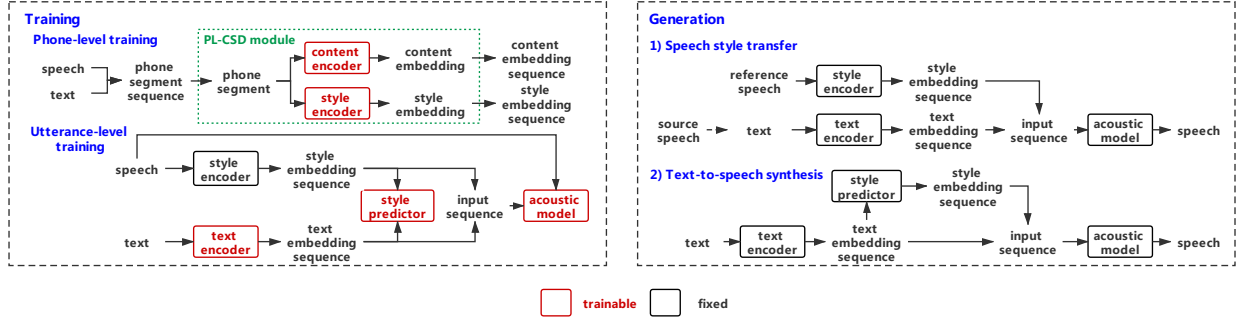 Training
Phone-level training
PL-CSD module
speech
text
phone
segment
sequence
phone
segment
content
encoder
content
embedding
content
embedding
sequence
style
encoder
style
embedding
style
embedding
sequence
Utterance-level
training
speech
style
encoder
style
embedding
sequence
style
predictor
input
sequence
acoustic
model
text
text
encoder
text
embedding
sequence
Generation
1) Speech style transfer
reference
speech
style
encoder
style
embedding
sequence
source
speech
text
text
encoder
text
embedding
sequence
input
sequence
acoustic
model
speech
2) Text-to-speech synthesis
style
predictor
style
embedding
sequence
text
text
encoder
text
embedding
sequence
input
sequence
acoustic
model
speech
trainable
fixed